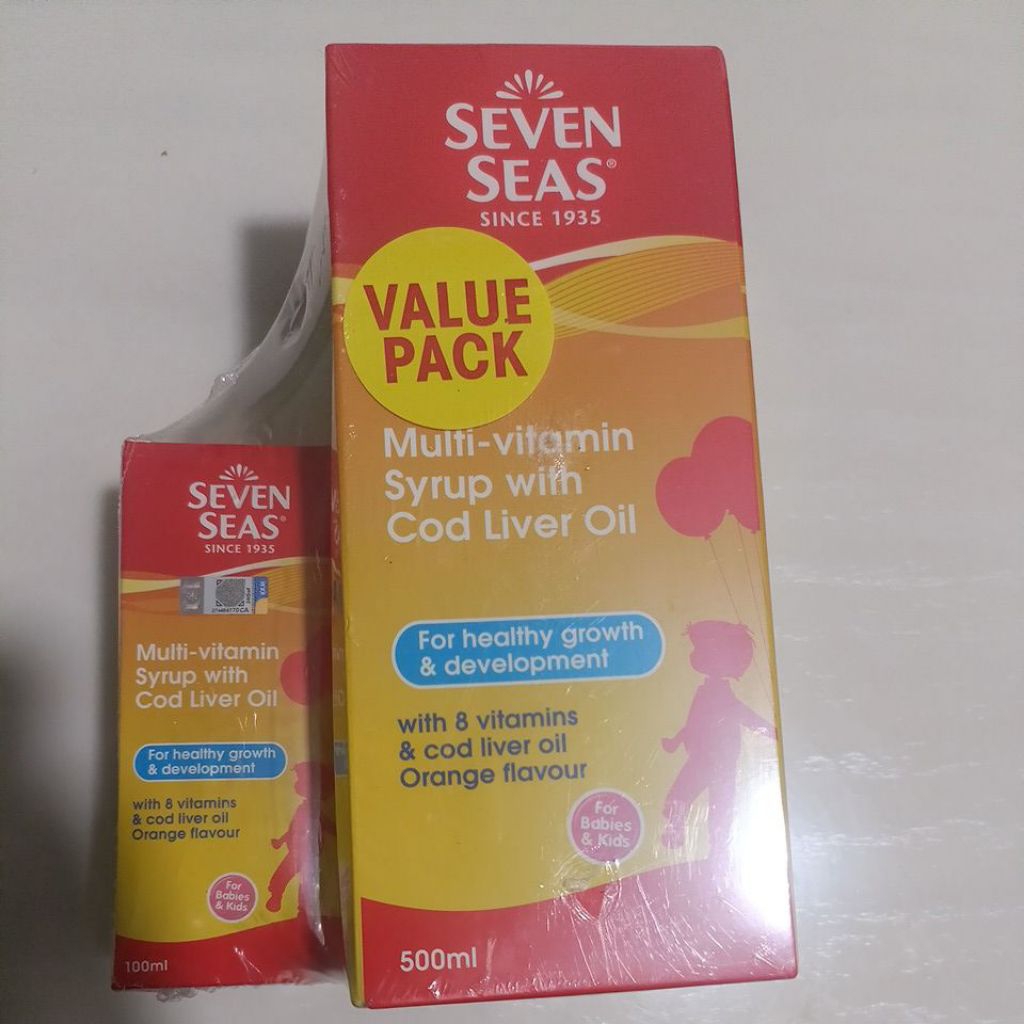 SEVEN
SEAS®
SINCE 1935
VALUE
PACK
Multi-vitamin
Syrup with
Cod Liver Oil
For healthy growth
& development
with 8 vitamins
& cod liver oil
Orange flavour
For
Babies
& Kids
500ml
SEVEN
SEAS®
SINCE 1935
Multi-vitamin
Syrup with
Cod Liver Oil
For healthy growth
& development
with 8 vitamins
& cod liver oil
Orange flavour
For
Babies
& Kids
100ml